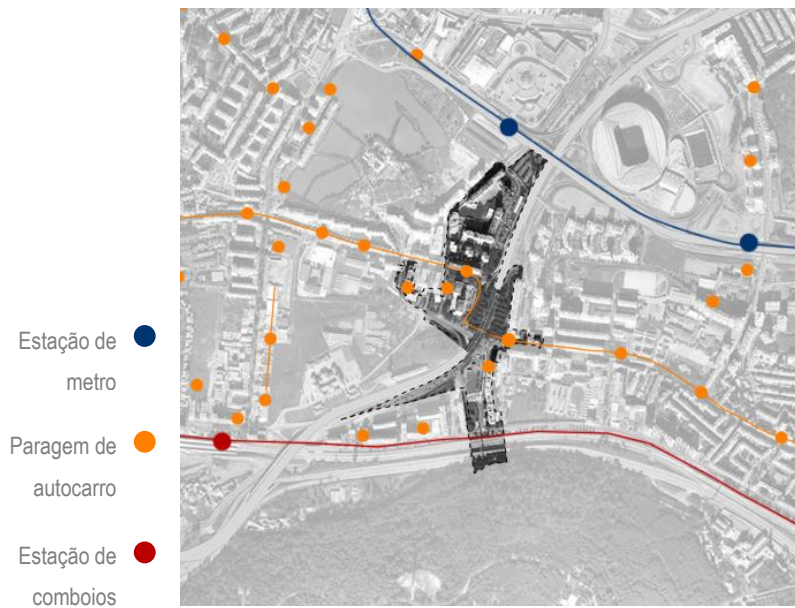 Estação de
metro
Paragem de
autocarro
Estação de
comboios